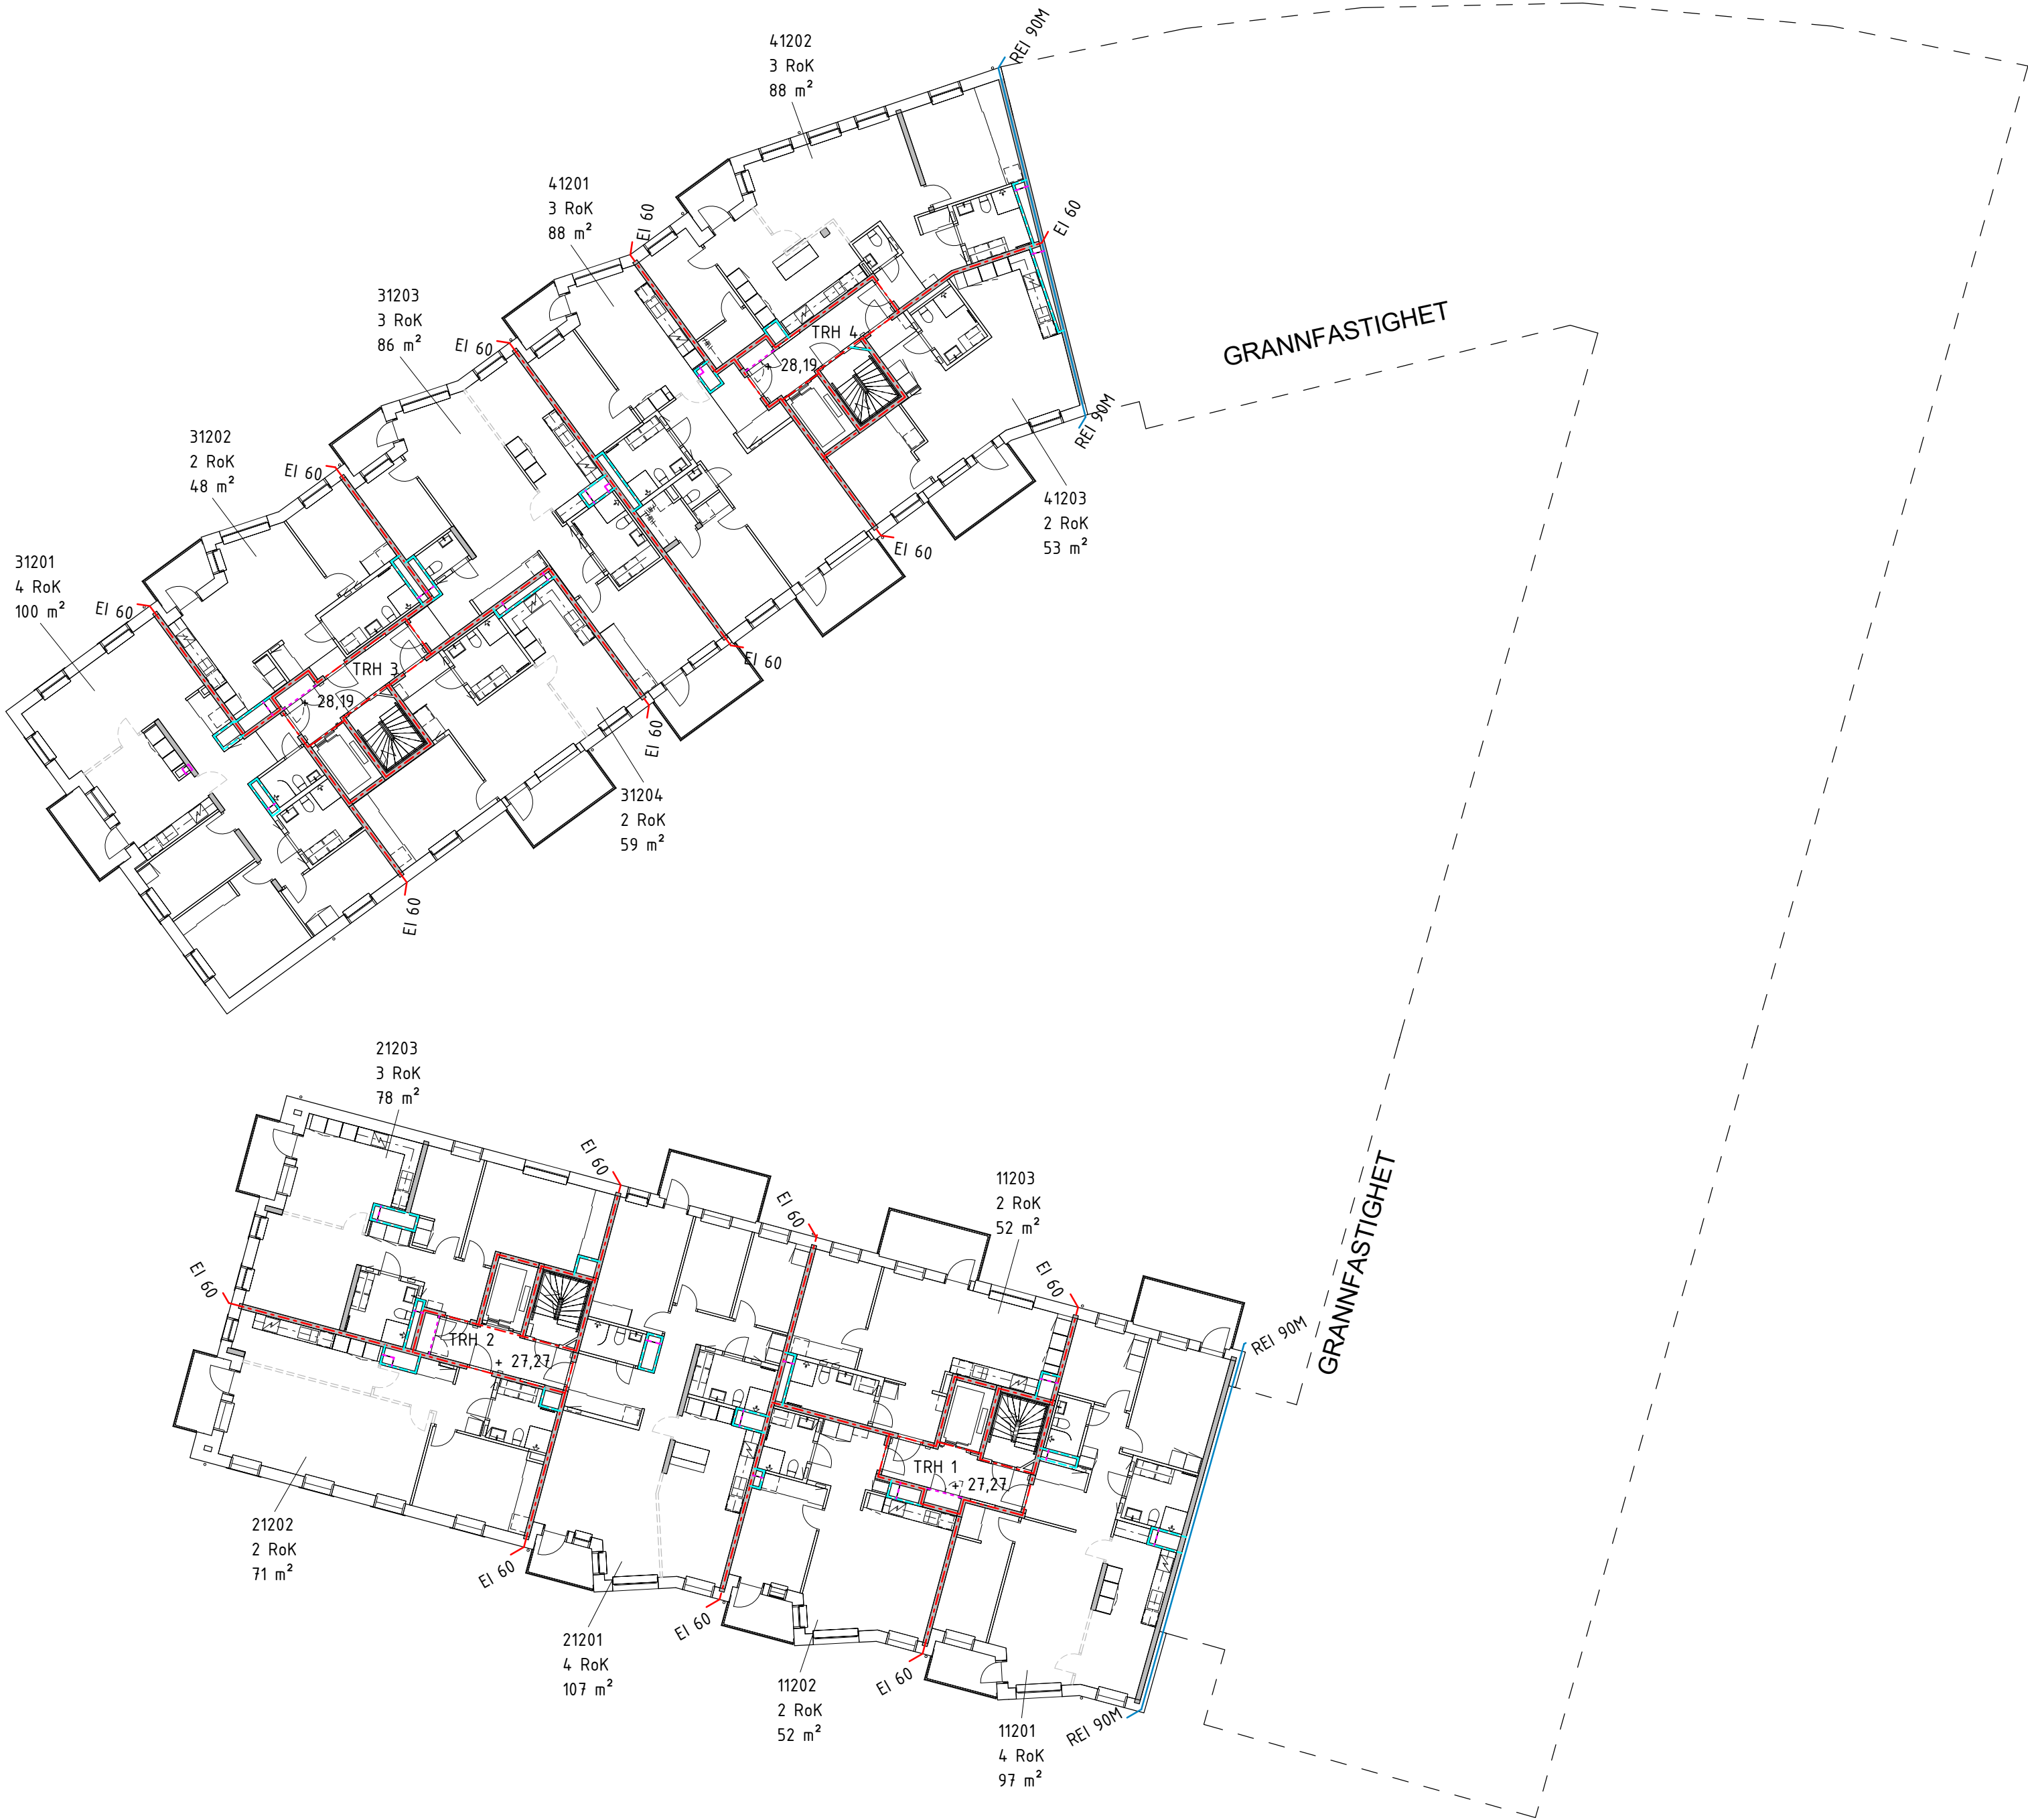 41202
3 RoK
88 m²
REI 90M
41201
3 RoK
88 m²
EI 60
EI 60
31203
3 RoK
86 m²
EI 60
TRH 4
28,19
GRANNFASTIGHET
REI 90M
31202
2 RoK
48 m²
EI 60
41203
2 RoK
53 m²
EI 60
31201
4 RoK
100 m²
EI 60
TRH 3
28,19
EI 60
EI 60
31204
2 RoK
59 m²
EI 60
21203
3 RoK
78 m²
EI 60
EI 60
11203
2 RoK
52 m²
GRANNFASTIGHET
EI 60
EI 60
REI 90M
TRH 2
+ 27,27
TRH 1
+ 27,27
21202
2 RoK
71 m²
EI 60
EI 60
21201
4 RoK
107 m²
EI 60
11202
2 RoK
52 m²
REI 90M
11201
4 RoK
97 m²